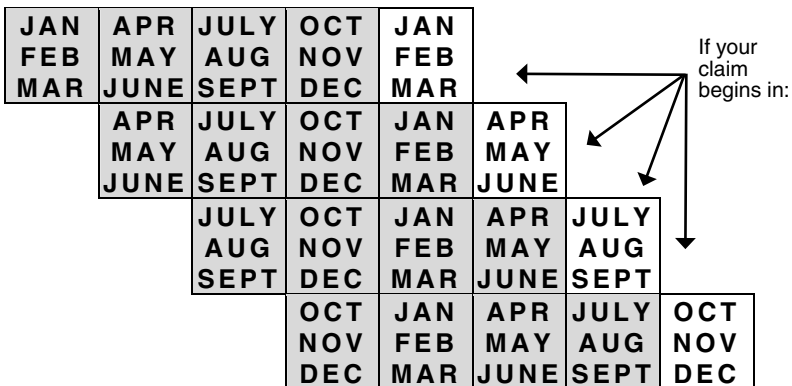 JAN APR JULY OCT JAN
FEB MAY AUG NOV FEB
MAR JUNE SEPT DEC MAR
If your
claim
begins in:
APR JULY OCT JAN APR
MAY AUG NOV FEB MAY
JUNE SEPT DEC MAR JUNE
JULY OCT JAN APR JULY
AUG NOV FEB MAY AUG
SEPT DEC MAR JUNE SEPT
OCT JAN APR JULY OCT
NOV FEB MAY AUG NOV
DEC MAR JUNE SEPT DEC